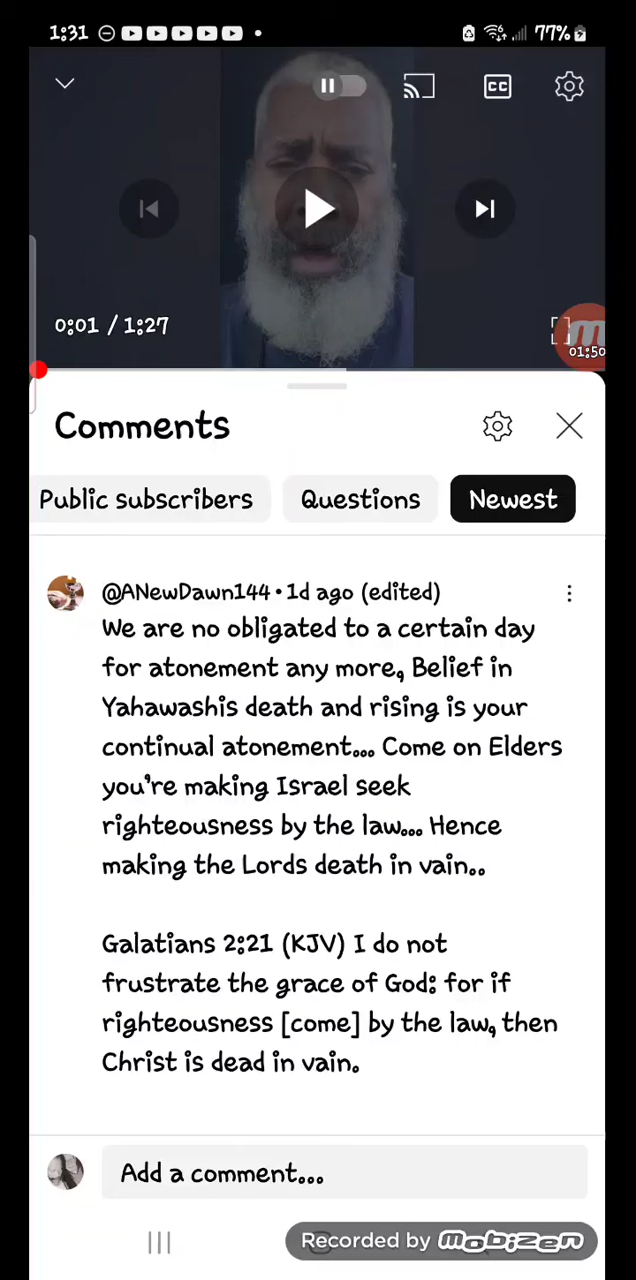 1:31 77%
CC
0:01 / 1:27
01:50
Comments
Public subscribers Questions Newest
@ANewDawn144 • 1d ago (edited)
We are no obligated to a certain day
for atonement any more, Belief in
Yahawashis death and rising is your
continual atonement... Come on Elders
you're making Israel seek
righteousness by the law... Hence
making the Lords death in vain..
Galatians 2:21 (KJV) I do not
frustrate the grace of God: for if
righteousness [come] by the law, then
Christ is dead in vain.
Add a comment...
Recorded by mobizen